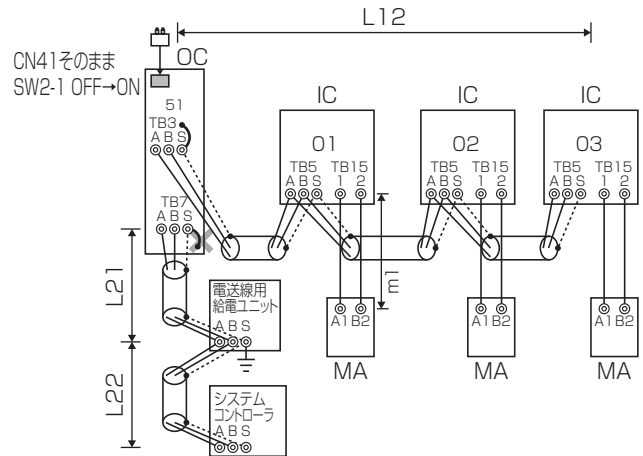 L12
CN41そのまま
SW2-1 OFF→ON
OC
51
TB3
A B S
TB7
A B S
IC
01
TB5
A B S
TB15
1 2
IC
02
TB5
A B S
TB15
1 2
IC
03
TB5
A B S
TB15
1 2
L21
L22
m1
電送線用
給電ユニット
A B S
システム
コントローラ
A B S
A1 B2
MA
A1 B2
MA
A1 B2
MA